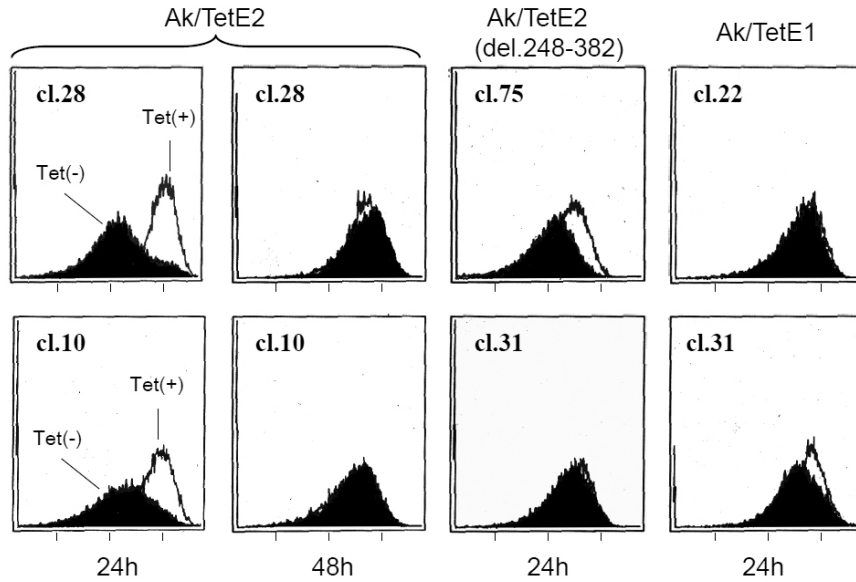 Ak/TetE2
Ak/TetE2
(del.248-382)
Ak/TetE1
cl.28
Tet(+)
Tet(-)
cl.28
cl.75
cl.22
cl.10
Tet(+)
Tet(-)
cl.10
cl.31
cl.31
24h
48h
24h
24h